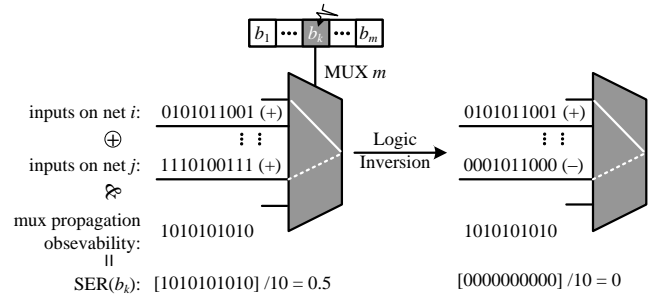 b1 ··· bk ··· bm
MUX m
inputs on net i: 0101011001 (+) 0101011001 (+)
⊕
Logic
Inversion
inputs on net j: 1110100111 (+) 0001011000 (−)
&
mux propagation
obsevability: 1010101010 1010101010
=
SER(bk): [1010101010] /10 = 0.5 [0000000000] /10 = 0